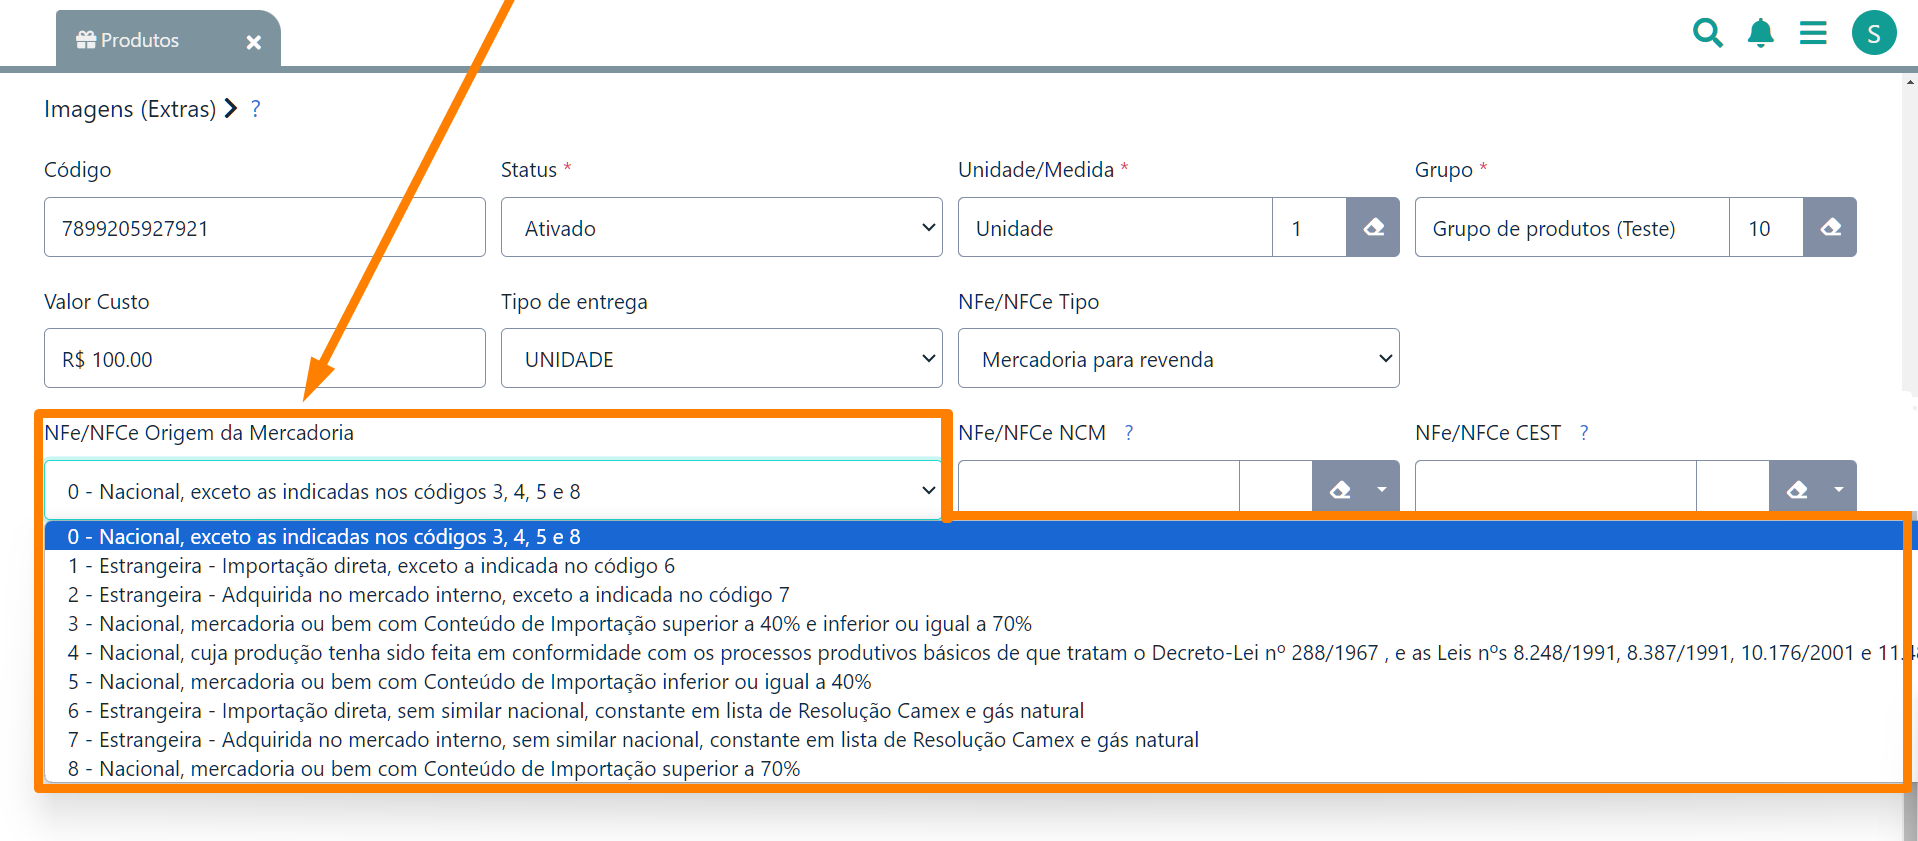 Produtos
S
Imagens (Extras) ?
Código
Status *
Unidade/Medida *
Grupo *
7899205927921
Ativado
Unidade 1
Grupo de produtos (Teste) 10
Valor Custo
Tipo de entrega
NFe/NFCe Tipo
R$ 100.00
UNIDADE
Mercadoria para revenda
NFe/NFCe Origem da Mercadoria
NFe/NFCe NCM ?
NFe/NFCe CEST ?
0 - Nacional, exceto as indicadas nos códigos 3, 4, 5 e 8
0 - Nacional, exceto as indicadas nos códigos 3, 4, 5 e 8
1 - Estrangeira - Importação direta, exceto a indicada no código 6
2 - Estrangeira - Adquirida no mercado interno, exceto a indicada no código 7
3 - Nacional, mercadoria ou bem com Conteúdo de Importação superior a 40% e inferior ou igual a 70%
4 - Nacional, cuja produção tenha sido feita em conformidade com os processos produtivos básicos de que tratam o Decreto-Lei nº 288/1967 , e as Leis nºs 8.248/1991, 8.387/1991, 10.176/2001 e
5 - Nacional, mercadoria ou bem com Conteúdo de Importação inferior ou igual a 40%
6 - Estrangeira - Importação direta, sem similar nacional, constante em lista de Resolução Camex e gás natural
7 - Estrangeira - Adquirida no mercado interno, sem similar nacional, constante em lista de Resolução Camex e gás natural
8 - Nacional, mercadoria ou bem com Conteúdo de Importação superior a 70%